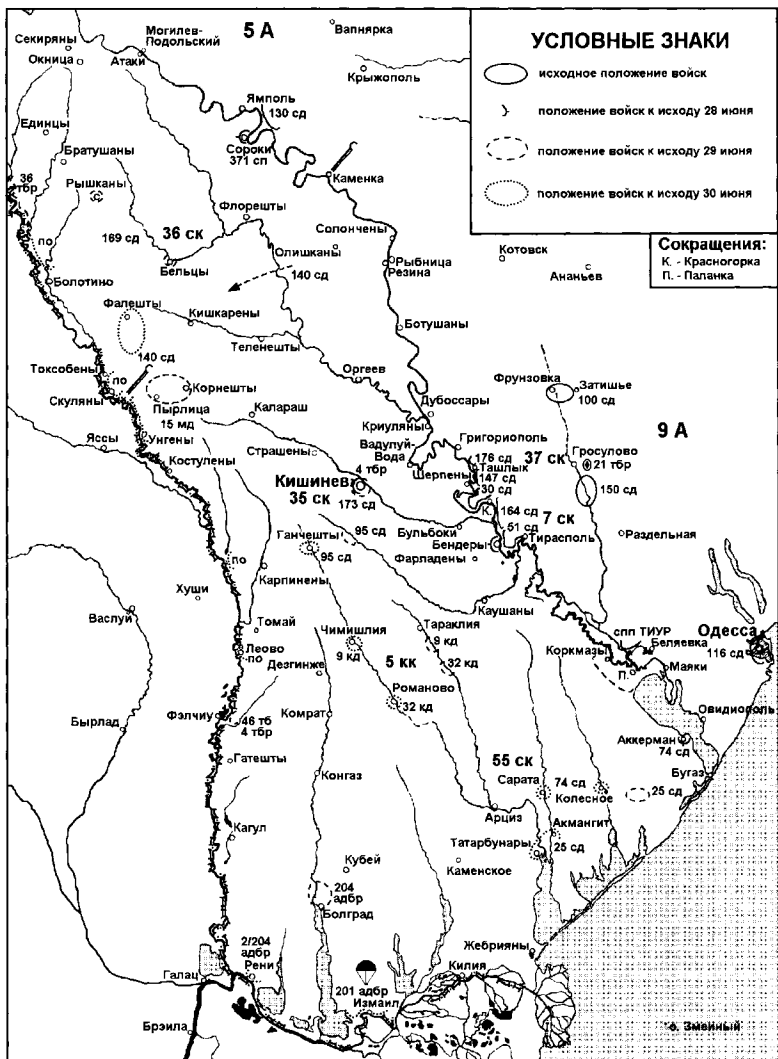 5 А
Вапнярка
Могилев-
Подольский
Секиряны
Окница
Атаки
Крыжополь
УСЛОВНЫЕ ЗНАКИ
исходное положение войск
положение войск к исходу 28 июня
положение войск к исходу 29 июня
положение войск к исходу 30 июня
Сокращения:
К. - Красногорка
П. - Паланка
Ямполь
130 сд
Единцы
Сороки
371 сп
Братушаны
Каменка
36
тбр
Рышканы
Флорешты
по
169 сд
36 ск
Солончены
Котовск
Бельцы
Олишканы
140 сд
Рыбница
Резина
Ананьев
Болотино
Фалешты
Кишкарены
Ботушаны
Теленешты
140 сд
Токсобены
по
Оргеев
Фрунзовка
Затишье
100 сд
Скуляны
Корнешты
Пырлица
15 мд
Калараш
Дубоссары
Криуляны
9 А
Яссы
Унгены
Страшены
Вадулуй-
Вода
Григориополь
Костулены
4 тбр
176 сд
Ташлык
147 сд
37 ск
Гросулово
21 тбр
Шерпены
30 сд
Кишинев
35 ск
173 сд
К.
164 сд
7 ск
150 сд
Ганчешты
95 сд
95 сд
Бульбоки
51 сд
Бендеры
Тирасполь
Раздельная
Фарладены
по
Карпинены
Хуши
Каушаны
Васлуй
Томай
Чимишлия
9 кд
Тараклия
9 кд
спп ТИУР
Беляевка
Одесса
116 сд
Леово
по
Дезгинже
5 кк
32 кд
Коркмазы
П.
Маяки
Романово
32 кд
Бырлад
Фэлчиу
46 тб
4 тбр
Комрат
Овидиополь
Гатешты
55 ск
Аккерман
74 сд
Конгаз
Сарата
74 сд
Колесное
Бугаз
25 сд
Арциз
Кагул
Акмангит
Татарбунары
25 сд
Кубей
Каменское
204
адбр
Болград
2/204
адбр
Рени
Жебрияны
Галац
Килия
201 адбр
Измаил
Брэила
о. Змеиный